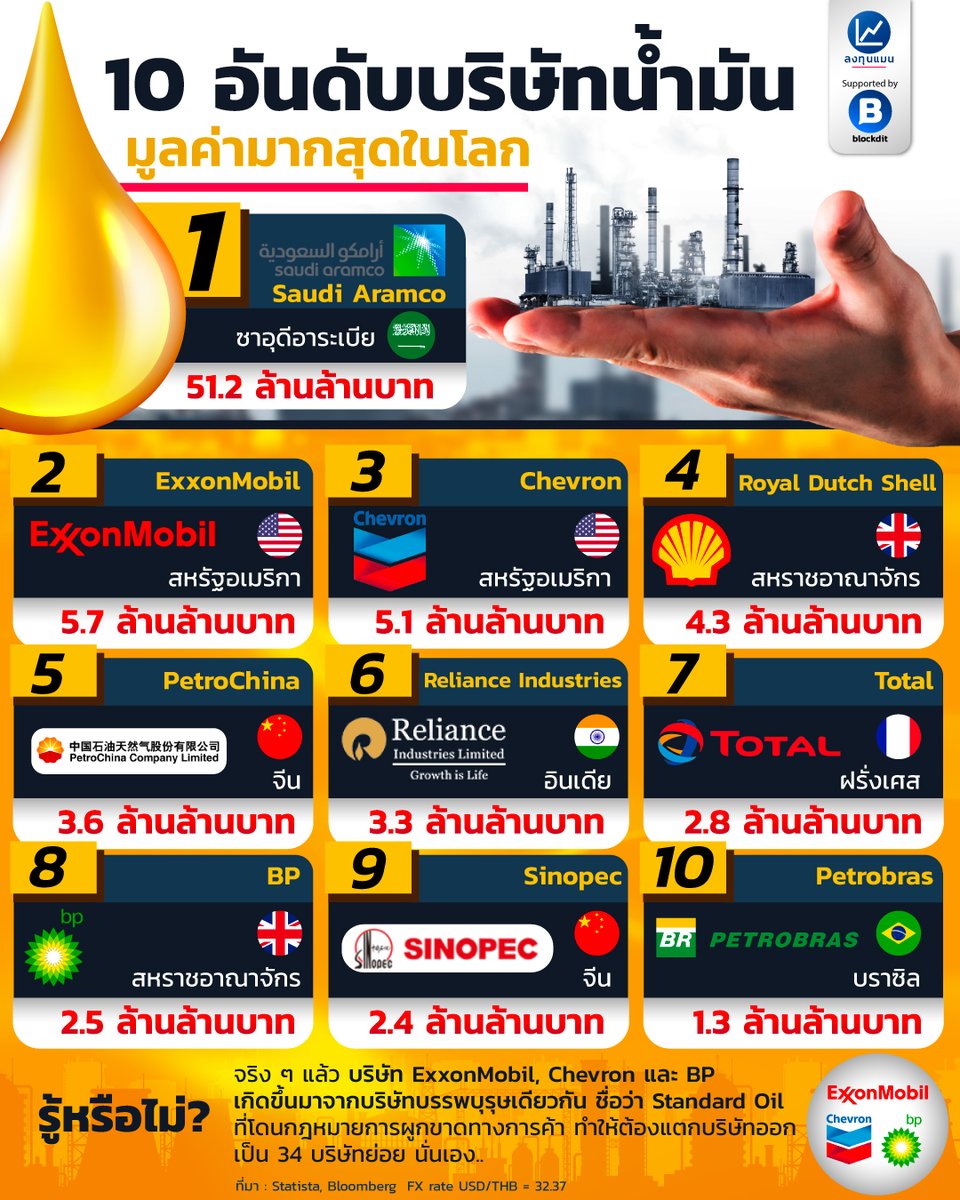 10 อันดับบริษัทน้ำมัน
มูลค่ามากสุดในโลก
ลงทุนแมน
Supported by
B
blockdit
1
أرامكو السعودية
saudi aramco
Saudi Aramco
ซาอุดีอาระเบีย
51.2 ล้านล้านบาท
2
ExxonMobil
ExxonMobil
สหรัฐอเมริกา
5.7 ล้านล้านบาท
3
Chevron
Chevron
สหรัฐอเมริกา
5.1 ล้านล้านบาท
4
Royal Dutch Shell
สหราชอาณาจักร
4.3 ล้านล้านบาท
5
PetroChina
中国石油天然气股份有限公司
PetroChina Company Limited
จีน
3.6 ล้านล้านบาท
6
Reliance Industries
Reliance
Industries Limited
Growth is Life
อินเดีย
3.3 ล้านล้านบาท
7
Total
TOTAL
ฝรั่งเศส
2.8 ล้านล้านบาท
8
BP
bp
สหราชอาณาจักร
2.5 ล้านล้านบาท
9
Sinopec
SINOPEC
SINOPEC
จีน
2.4 ล้านล้านบาท
10
Petrobras
BR PETROBRAS
บราซิล
1.3 ล้านล้านบาท
รู้หรือไม่?
จริง ๆ แล้ว บริษัท ExxonMobil, Chevron และ BP
เกิดขึ้นมาจากบริษัทบรรพบุรุษเดียวกัน ชื่อว่า Standard Oil
ที่โดนกฎหมายการผูกขาดทางการค้า ทำให้ต้องแตกบริษัทออก
เป็น 34 บริษัทย่อย นั่นเอง..
ที่มา : Statista, Bloomberg FX rate USD/THB = 32.37
ExxonMobil
Chevron
bp